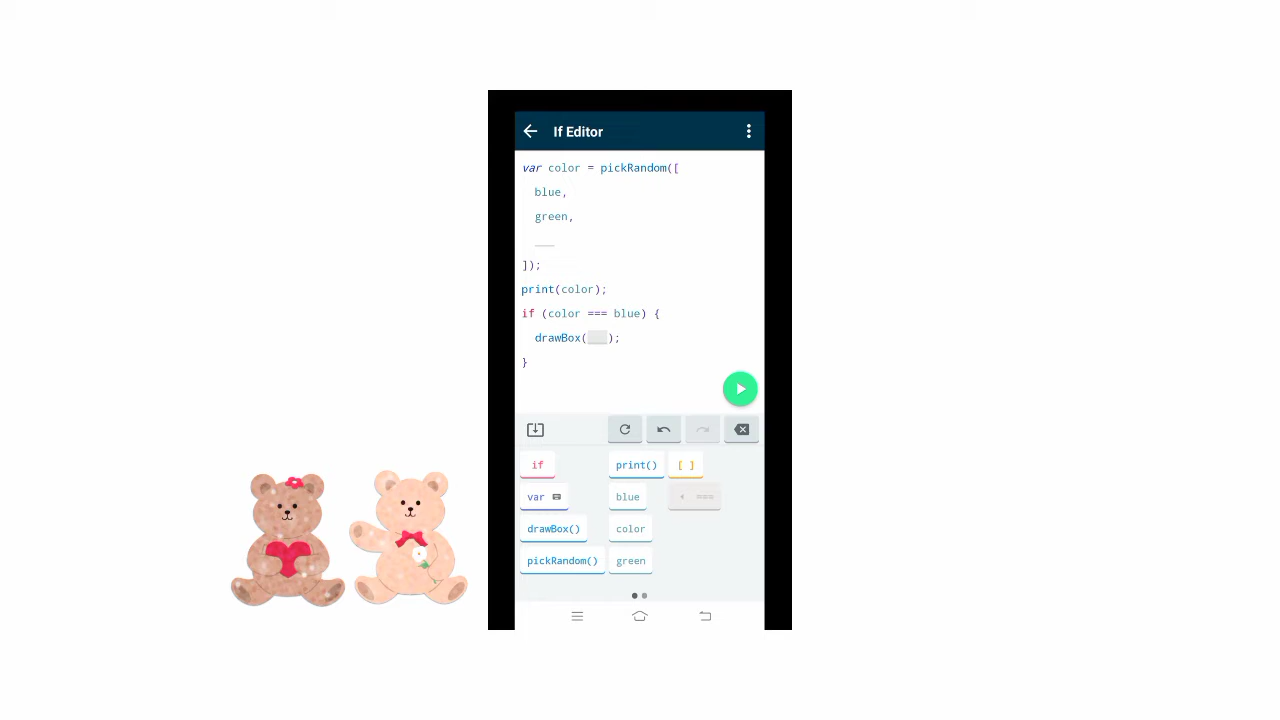 If Editor
var color = pickRandom([
blue,
green,
___
]);
print(color);
if (color === blue) {
drawBox( );
}
if print() [ ]
var blue ===
drawBox() color
pickRandom() green